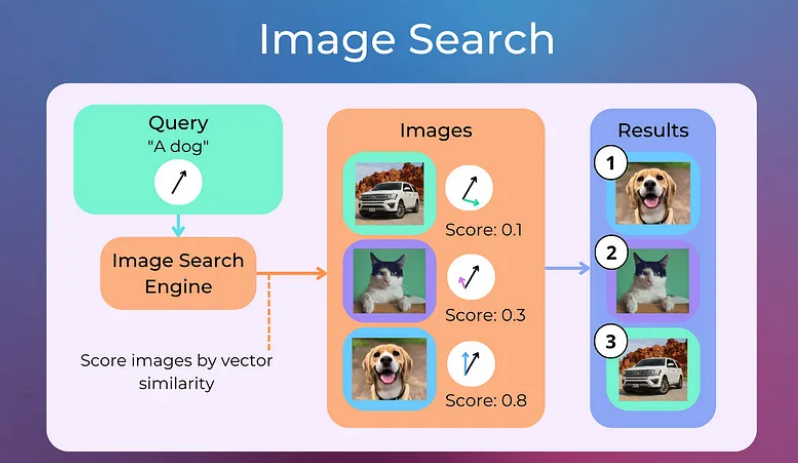 Image Search
Query
"A dog"
Image Search
Engine
Score images by vector
similarity
Images
Score: 0.1
Score: 0.3
Score: 0.8
Results
1
2
3